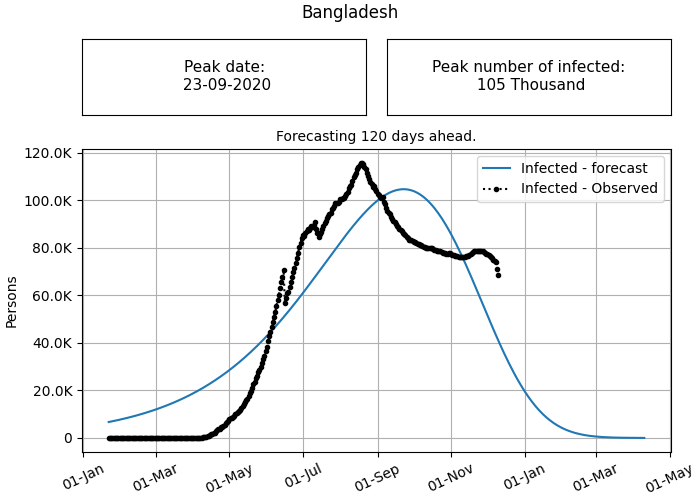 Bangladesh
Peak date:
23-09-2020
Peak number of infected:
105 Thousand
Forecasting 120 days ahead.
120.0K
100.0K
80.0K
60.0K
40.0K
20.0K
0
Persons
Infected - forecast
Infected - Observed
01-Jan
01-Mar
01-May
01-Jul
01-Sep
01-Nov
01-Jan
01-Mar
01-May